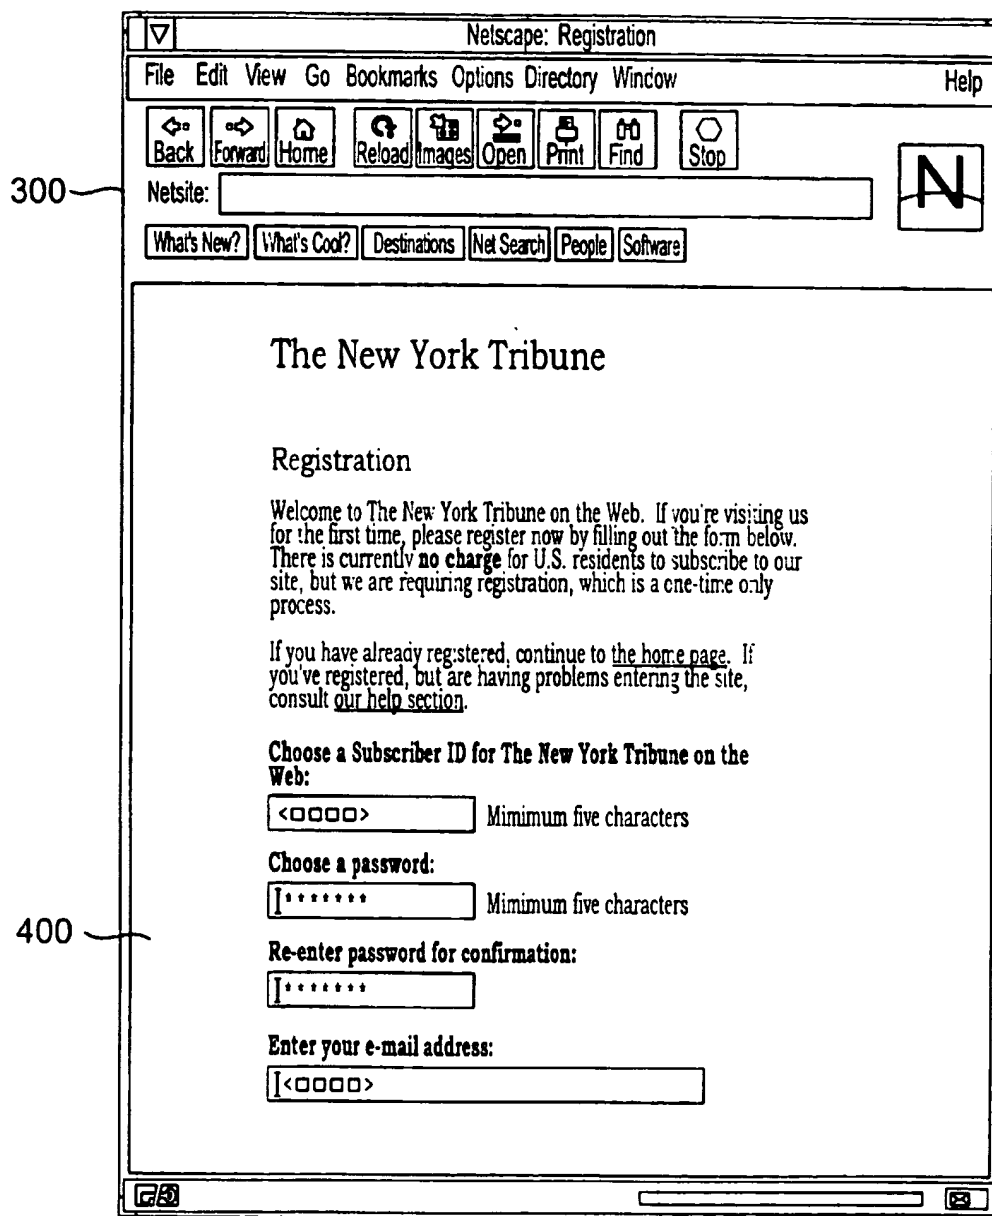 Netscape: Registration
File Edit View Go Bookmarks Options Directory Window Help
Back Forward Home Reload Images Open Print Find Stop
N
300
Netsite:
What's New? What's Cool? Destinations Net Search People Software
The New York Tribune
Registration
Welcome to The New York Tribune on the Web. If you're visiting us
for the first time, please register now by filling out the form below.
There is currently no charge for U.S. residents to subscribe to our
site, but we are requiring registration, which is a one-time only
process.
If you have already registered, continue to the home page. If
you've registered, but are having problems entering the site,
consult our help section.
Choose a Subscriber ID for The New York Tribune on the
Web:
<□□□□> Mimimum five characters
Choose a password:
******* Mimimum five characters
400
Re-enter password for confirmation:
*******
Enter your e-mail address:
<□□□□>